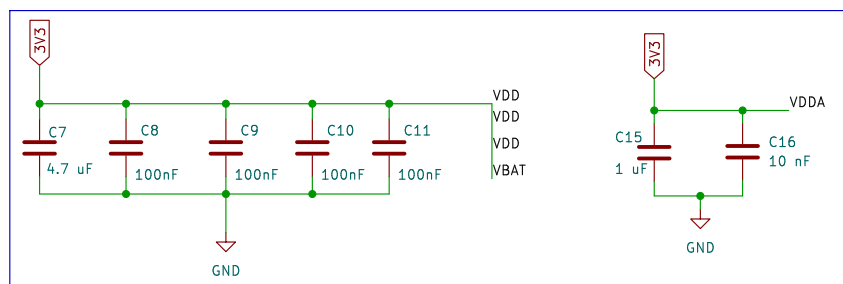 3V3
VDD
VDD
VDD
VBAT
C7
4.7 uF
C8
100nF
C9
100nF
C10
100nF
C11
100nF
GND
3V3
VDDA
C15
1 uF
C16
10 nF
GND